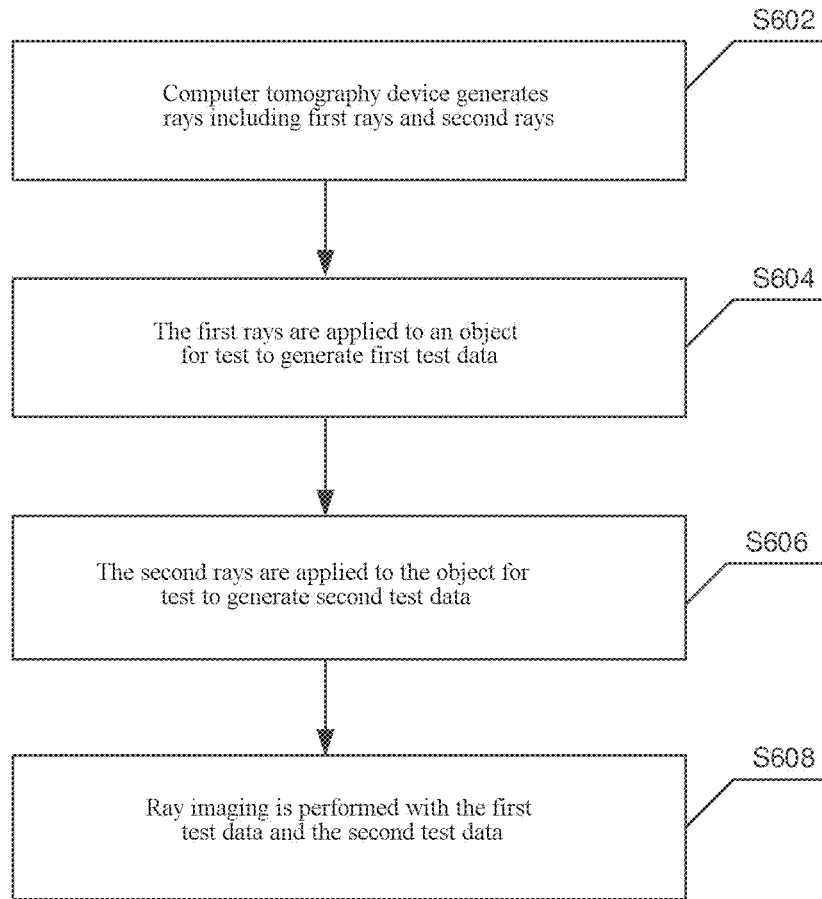 S602
Computer tomography device generates
rays including first rays and second rays
S604
The first rays are applied to an object
for test to generate first test data
S606
The second rays are applied to the object for
test to generate second test data
S608
Ray imaging is performed with the first
test data and the second test data